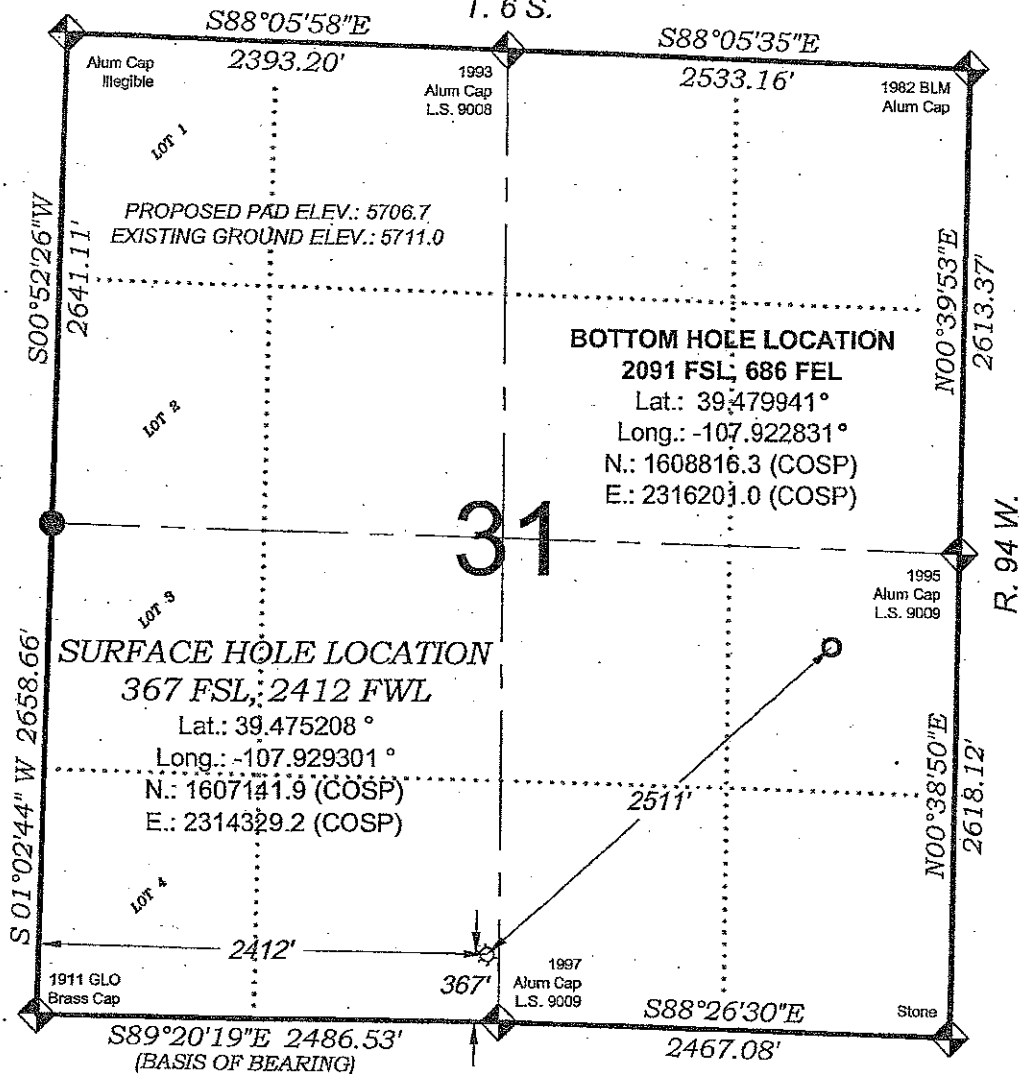 T. 6 S.
S88°05'58"E
2393.20'
S88°05'35"E
2533.16'
Alum Cap
Illegible
1993
Alum Cap
L.S. 9008
1982 BLM
Alum Cap
LOT 1
PROPOSED PAD ELEV.: 5706.7
EXISTING GROUND ELEV.: 5711.0
S00°52'26"W
2641.11'
N00°39'53"E
2613.37'
BOTTOM HOLE LOCATION
2091 FSL, 686 FEL
Lat.: 39.479941°
Long.: -107.922831°
N.: 1608816.3 (COSP)
E.: 2316201.0 (COSP)
LOT 2
31
R. 94 W.
1995
Alum Cap
L.S. 9009
LOT 3
SURFACE HOLE LOCATION
367 FSL, 2412 FWL
Lat.: 39.475208 °
Long.: -107.929301 °
N.: 1607141.9 (COSP)
E.: 2314329.2 (COSP)
S 01°02'44" W 2658.66'
2511'
N00°38'50"E
2618.12'
LOT 4
2412'
367'
1911 GLO
Brass Cap
1997
Alum Cap
L.S. 9009
Stone
S89°20'19"E 2486.53'
(BASIS OF BEARING)
S88°26'30"E
2467.08'